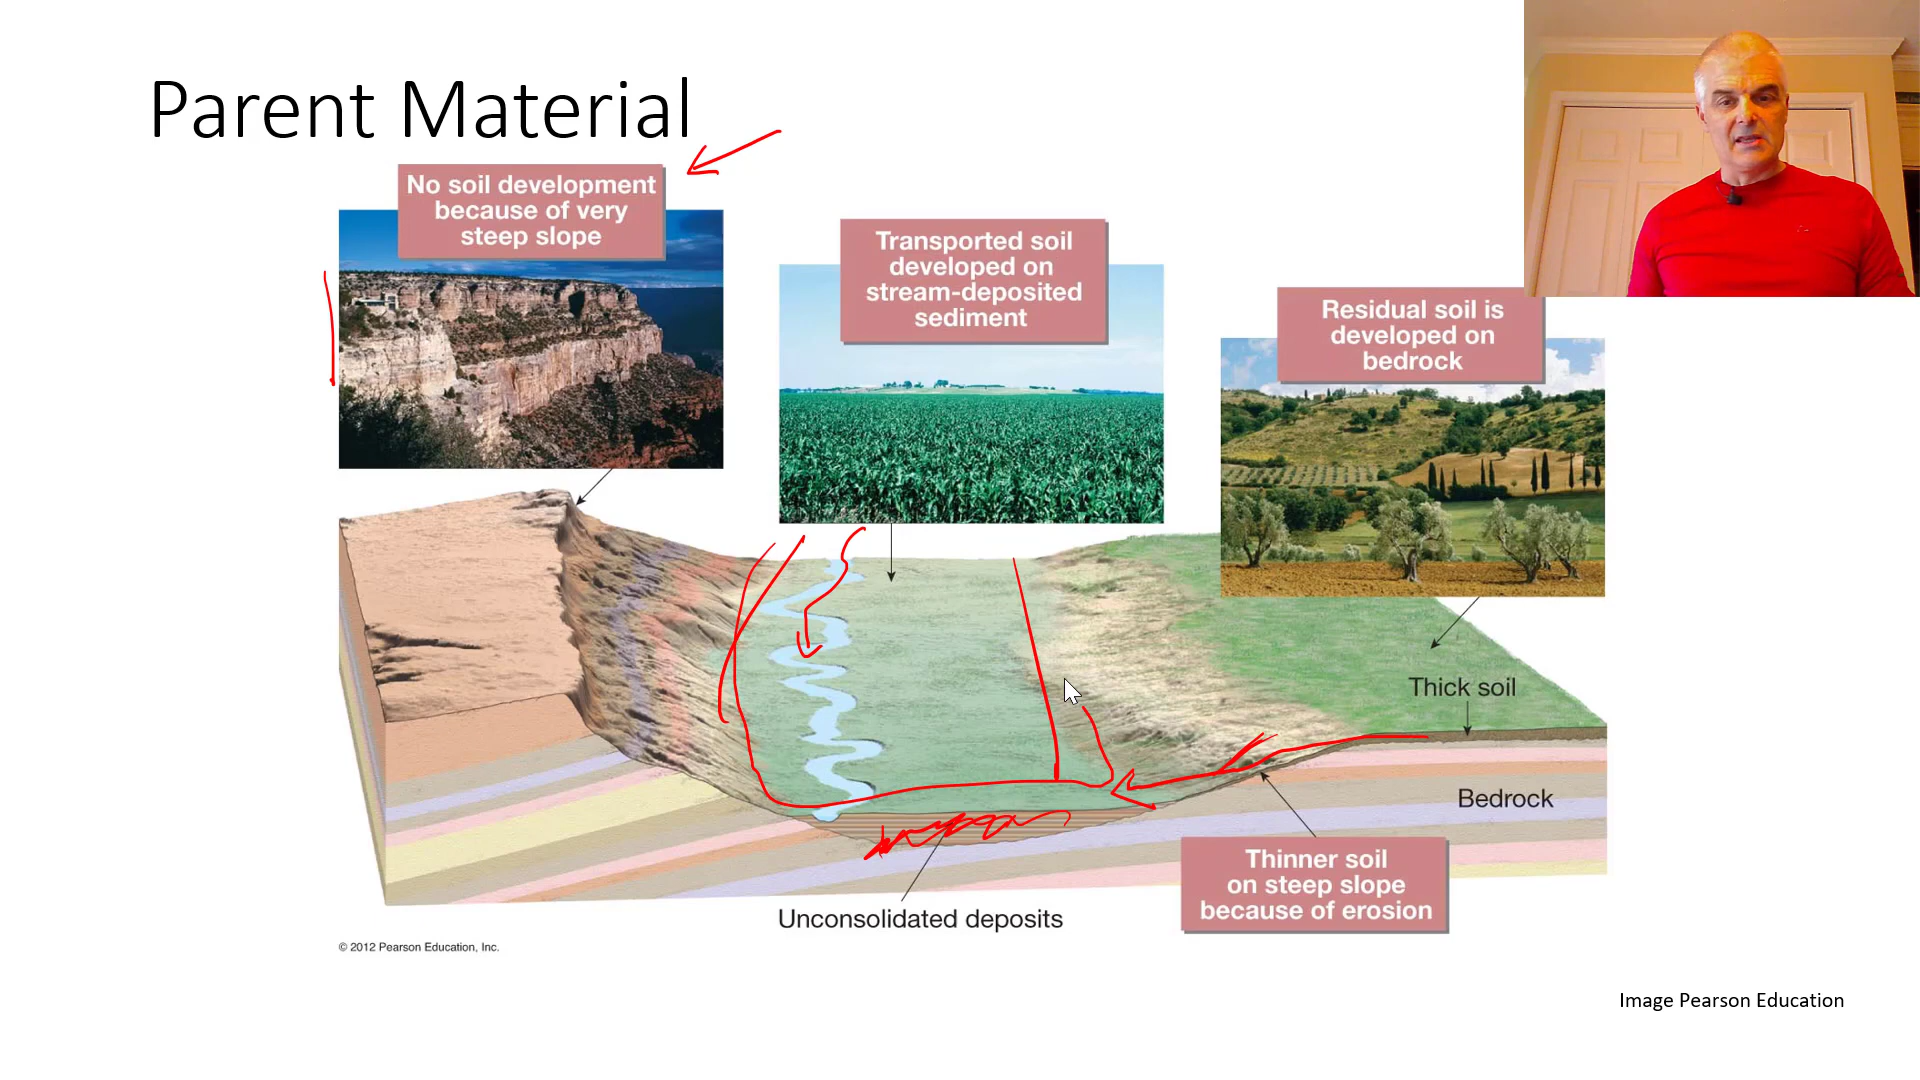 Parent Material
No soil development
because of very
steep slope
Transported soil
developed on
stream-deposited
sediment
Residual soil is
developed on
bedrock
Thick soil
Bedrock
Thinner soil
on steep slope
because of erosion
Unconsolidated deposits
© 2012 Pearson Education, Inc.
Image Pearson Education